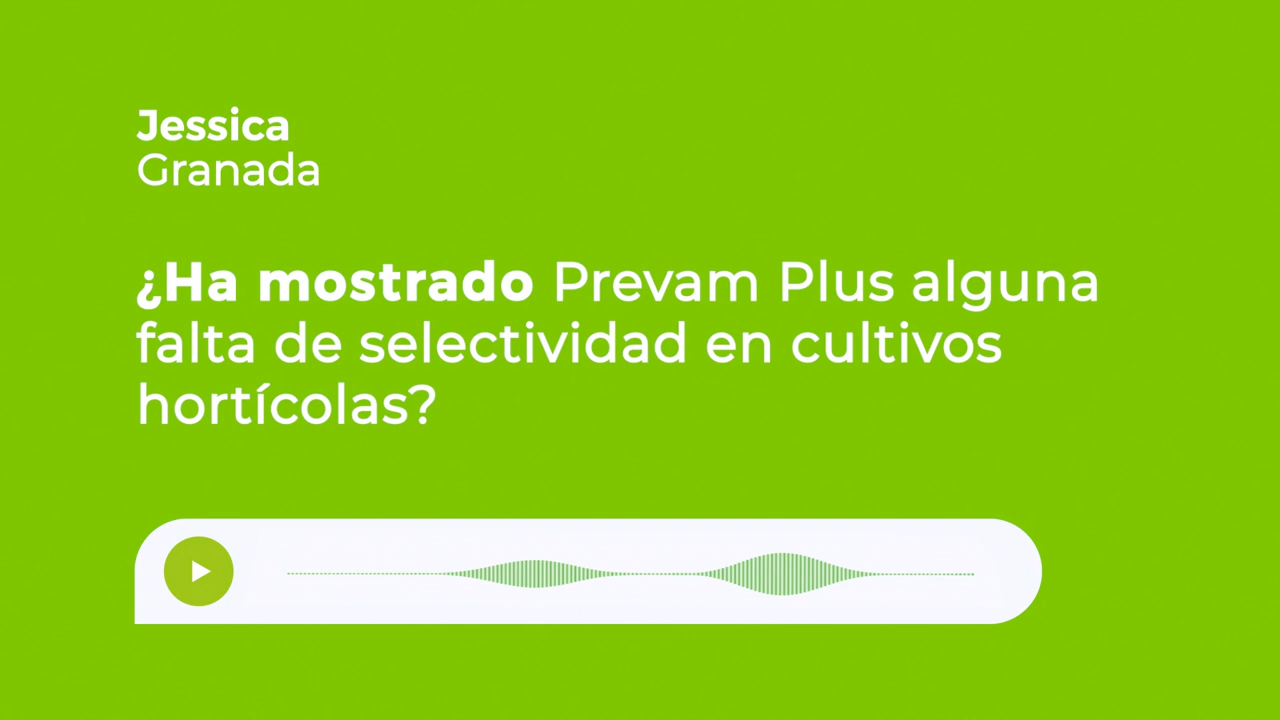 Jessica
Granada
¿Ha mostrado Prevam Plus alguna
falta de selectividad en cultivos
hortícolas?